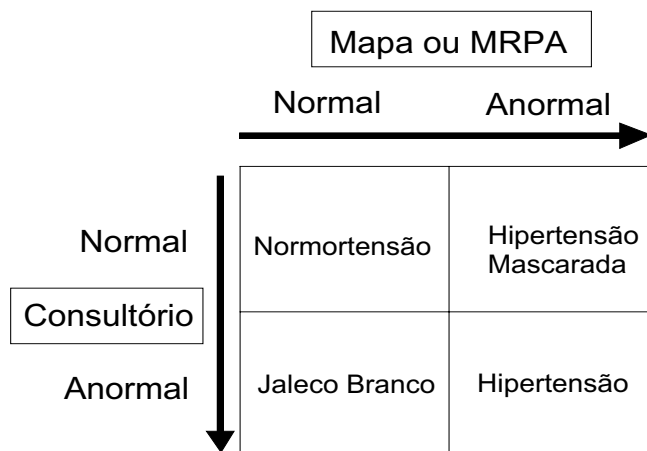 Mapa ou MRPA
Normal Anormal
Normal
Normortensão
Hipertensão
Mascarada
Consultório
Anormal
Jaleco Branco
Hipertensão